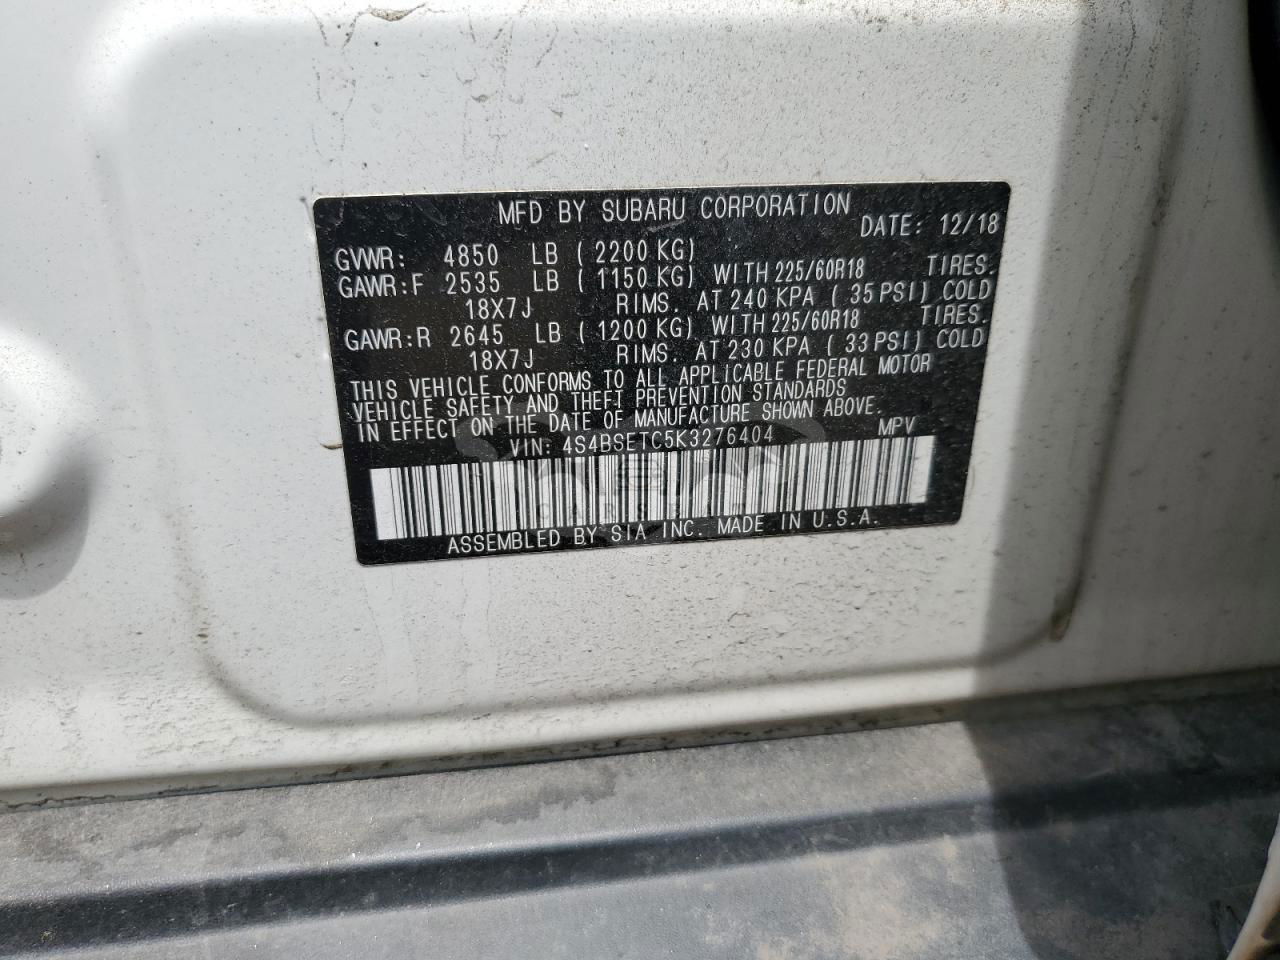 MFD BY SUBARU CORPORATION
DATE: 12/18
GVWR: 4850 LB ( 2200 KG)
GAWR:F 2535 LB ( 1150 KG) WITH 225/60R18 TIRES.
18X7J RIMS. AT 240 KPA ( 35 PSI) COLD
GAWR:R 2645 LB ( 1200 KG) WITH 225/60R18 TIRES.
18X7J RIMS. AT 230 KPA ( 33 PSI) COLD
THIS VEHICLE CONFORMS TO ALL APPLICABLE FEDERAL MOTOR
VEHICLE SAFETY AND THEFT PREVENTION STANDARDS
IN EFFECT ON THE DATE OF MANUFACTURE SHOWN ABOVE.
VIN: 4S4BSETC5K3276404 MPV
ASSEMBLED BY SIA INC. MADE IN U.S.A.